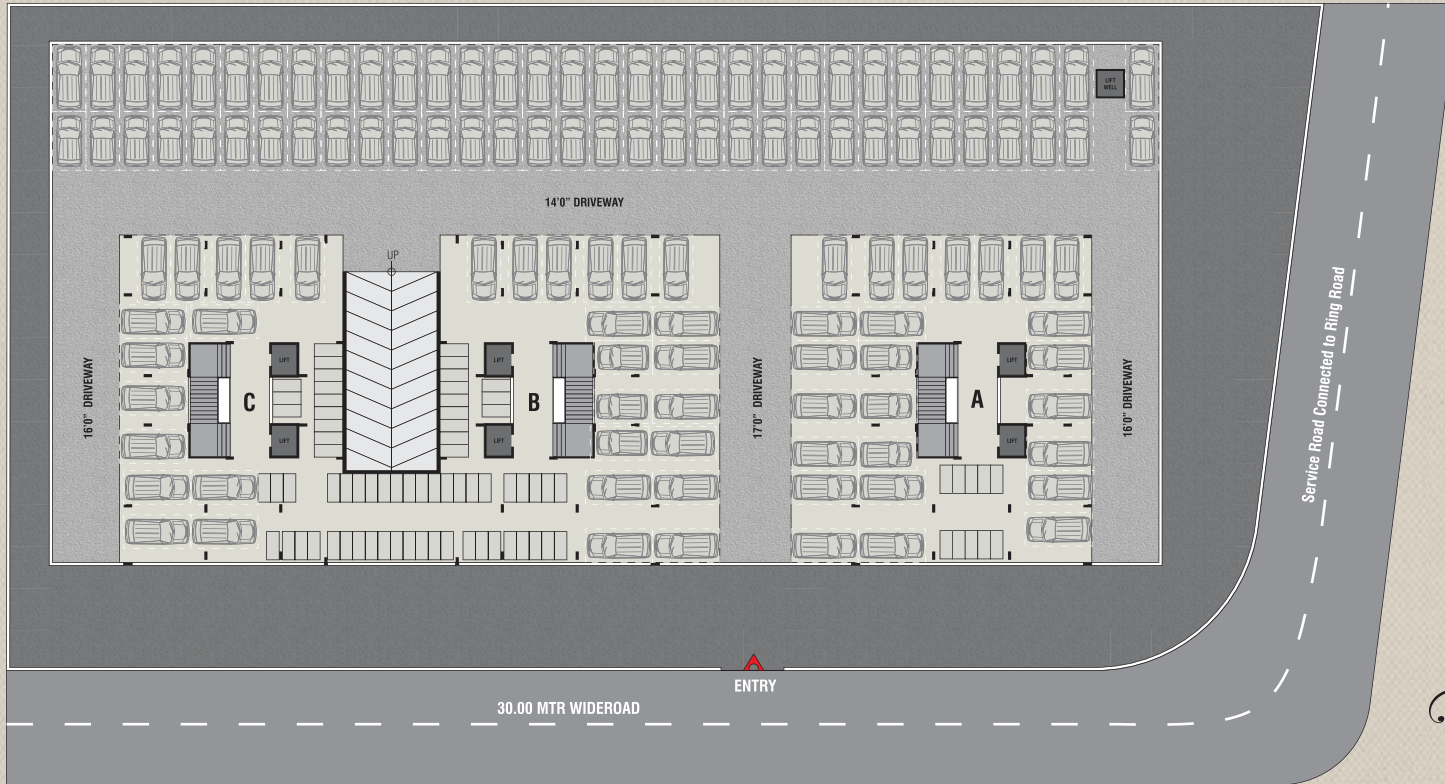 LIFT
WELL
14'0" DRIVEWAY
UP
16'0" DRIVEWAY
C
LIFT
LIFT
B
LIFT
LIFT
17'0" DRIVEWAY
A
LIFT
LIFT
16'0" DRIVEWAY
Service Road Connected to Ring Road
ENTRY
30.00 MTR WIDEROAD